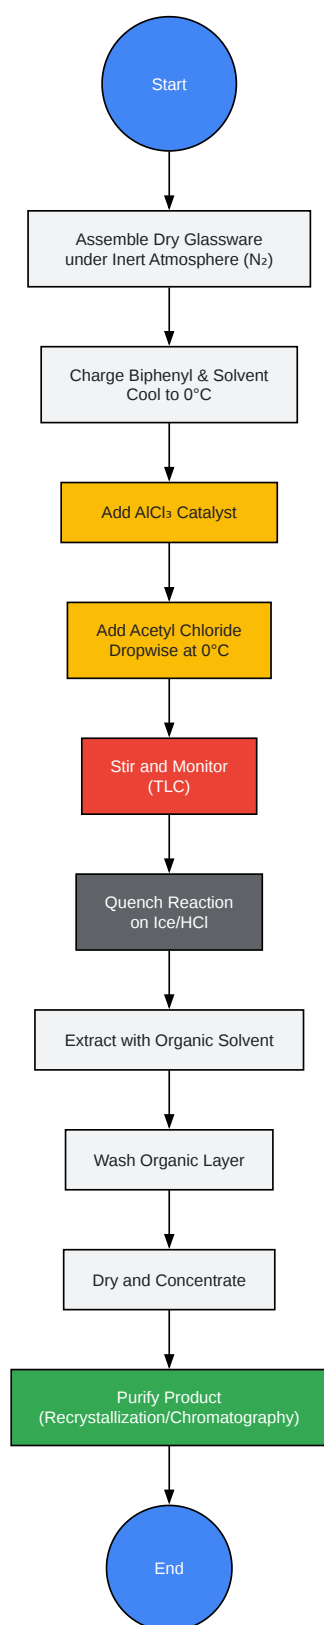 Start
Assemble Dry Glassware
under Inert Atmosphere (N₂)
Charge Biphenyl & Solvent
Cool to 0°C
Add AlCl₃ Catalyst
Add Acetyl Chloride
Dropwise at 0°C
Stir and Monitor
(TLC)
Quench Reaction
on Ice/HCl
Extract with Organic Solvent
Wash Organic Layer
Dry and Concentrate
Purify Product
(Recrystallization/Chromatography)
End